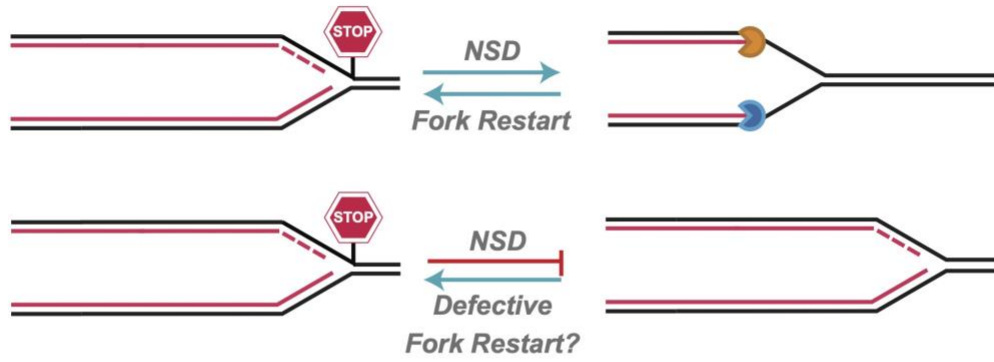 STOP
NSD
Fork Restart
STOP
NSD
Defective
Fork Restart?